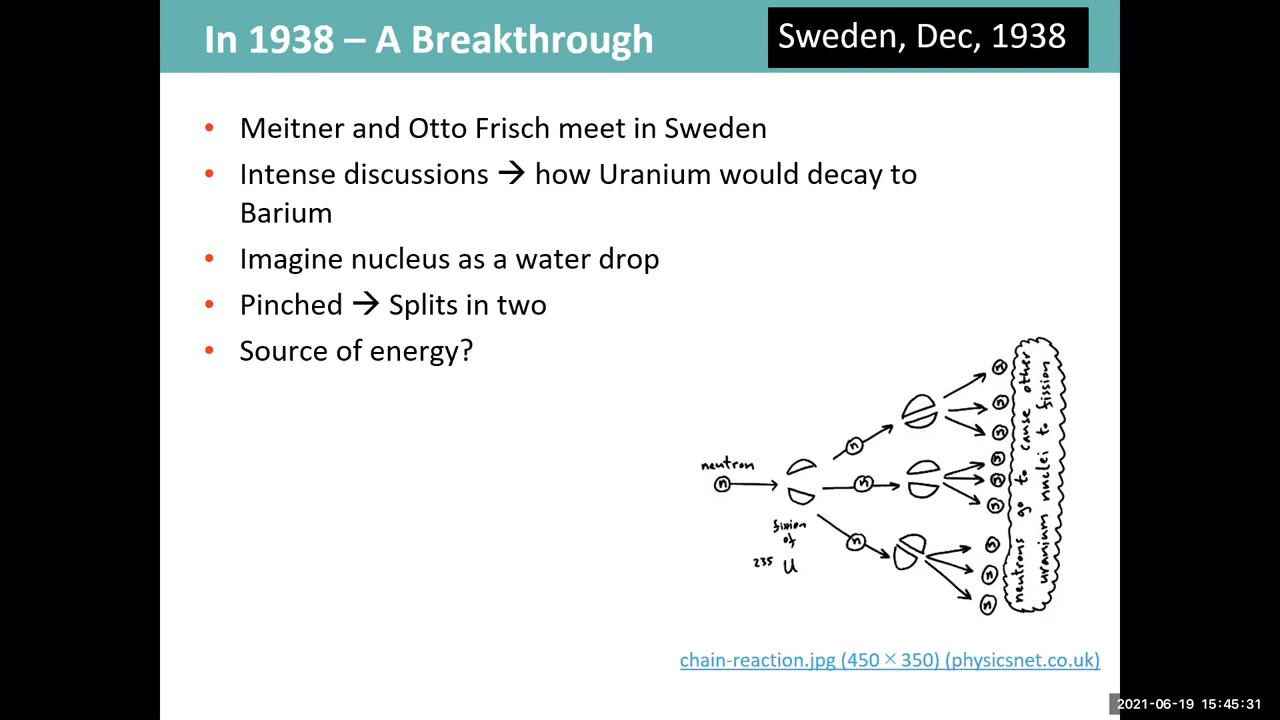 In 1938 – A Breakthrough
Sweden, Dec, 1938
• Meitner and Otto Frisch meet in Sweden
• Intense discussions → how Uranium would decay to
Barium
• Imagine nucleus as a water drop
• Pinched → Splits in two
• Source of energy?
neutron
n
fission
of
235 U
n
n
n
n
n
n
n
n
n
n
n
n
neutrons go to cause other
uranium nuclei to fission
chain-reaction.jpg (450×350) (physicsnet.co.uk)
2021-06-19 15:45:31